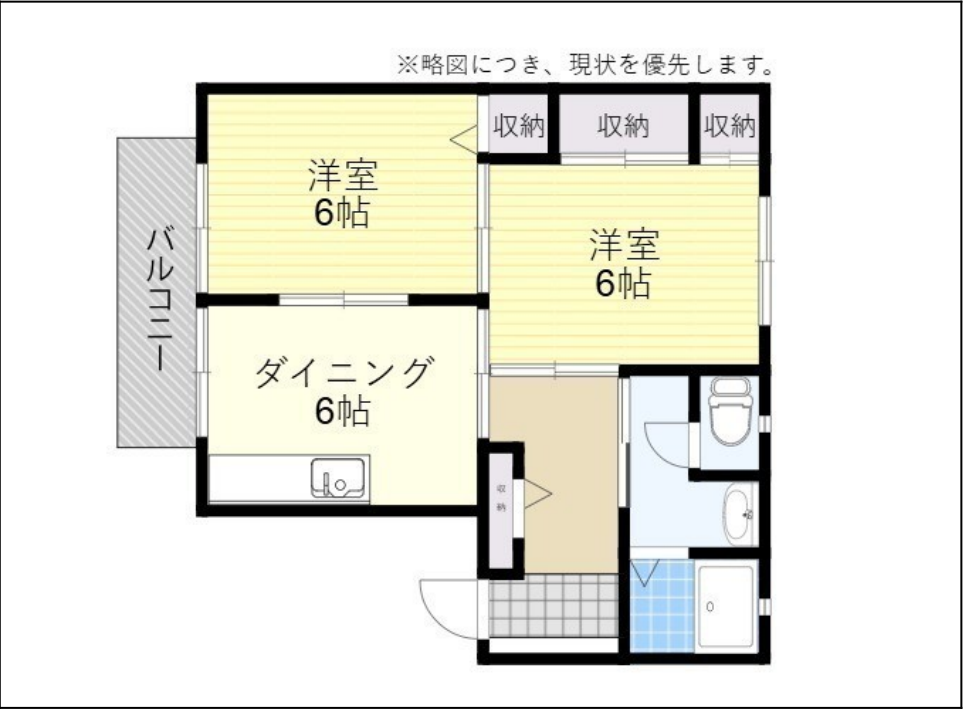 ※略図につき、現状を優先します。
収納
収納
収納
洋室
6帖
洋室
6帖
バルコニー
ダイニング
6帖
収納